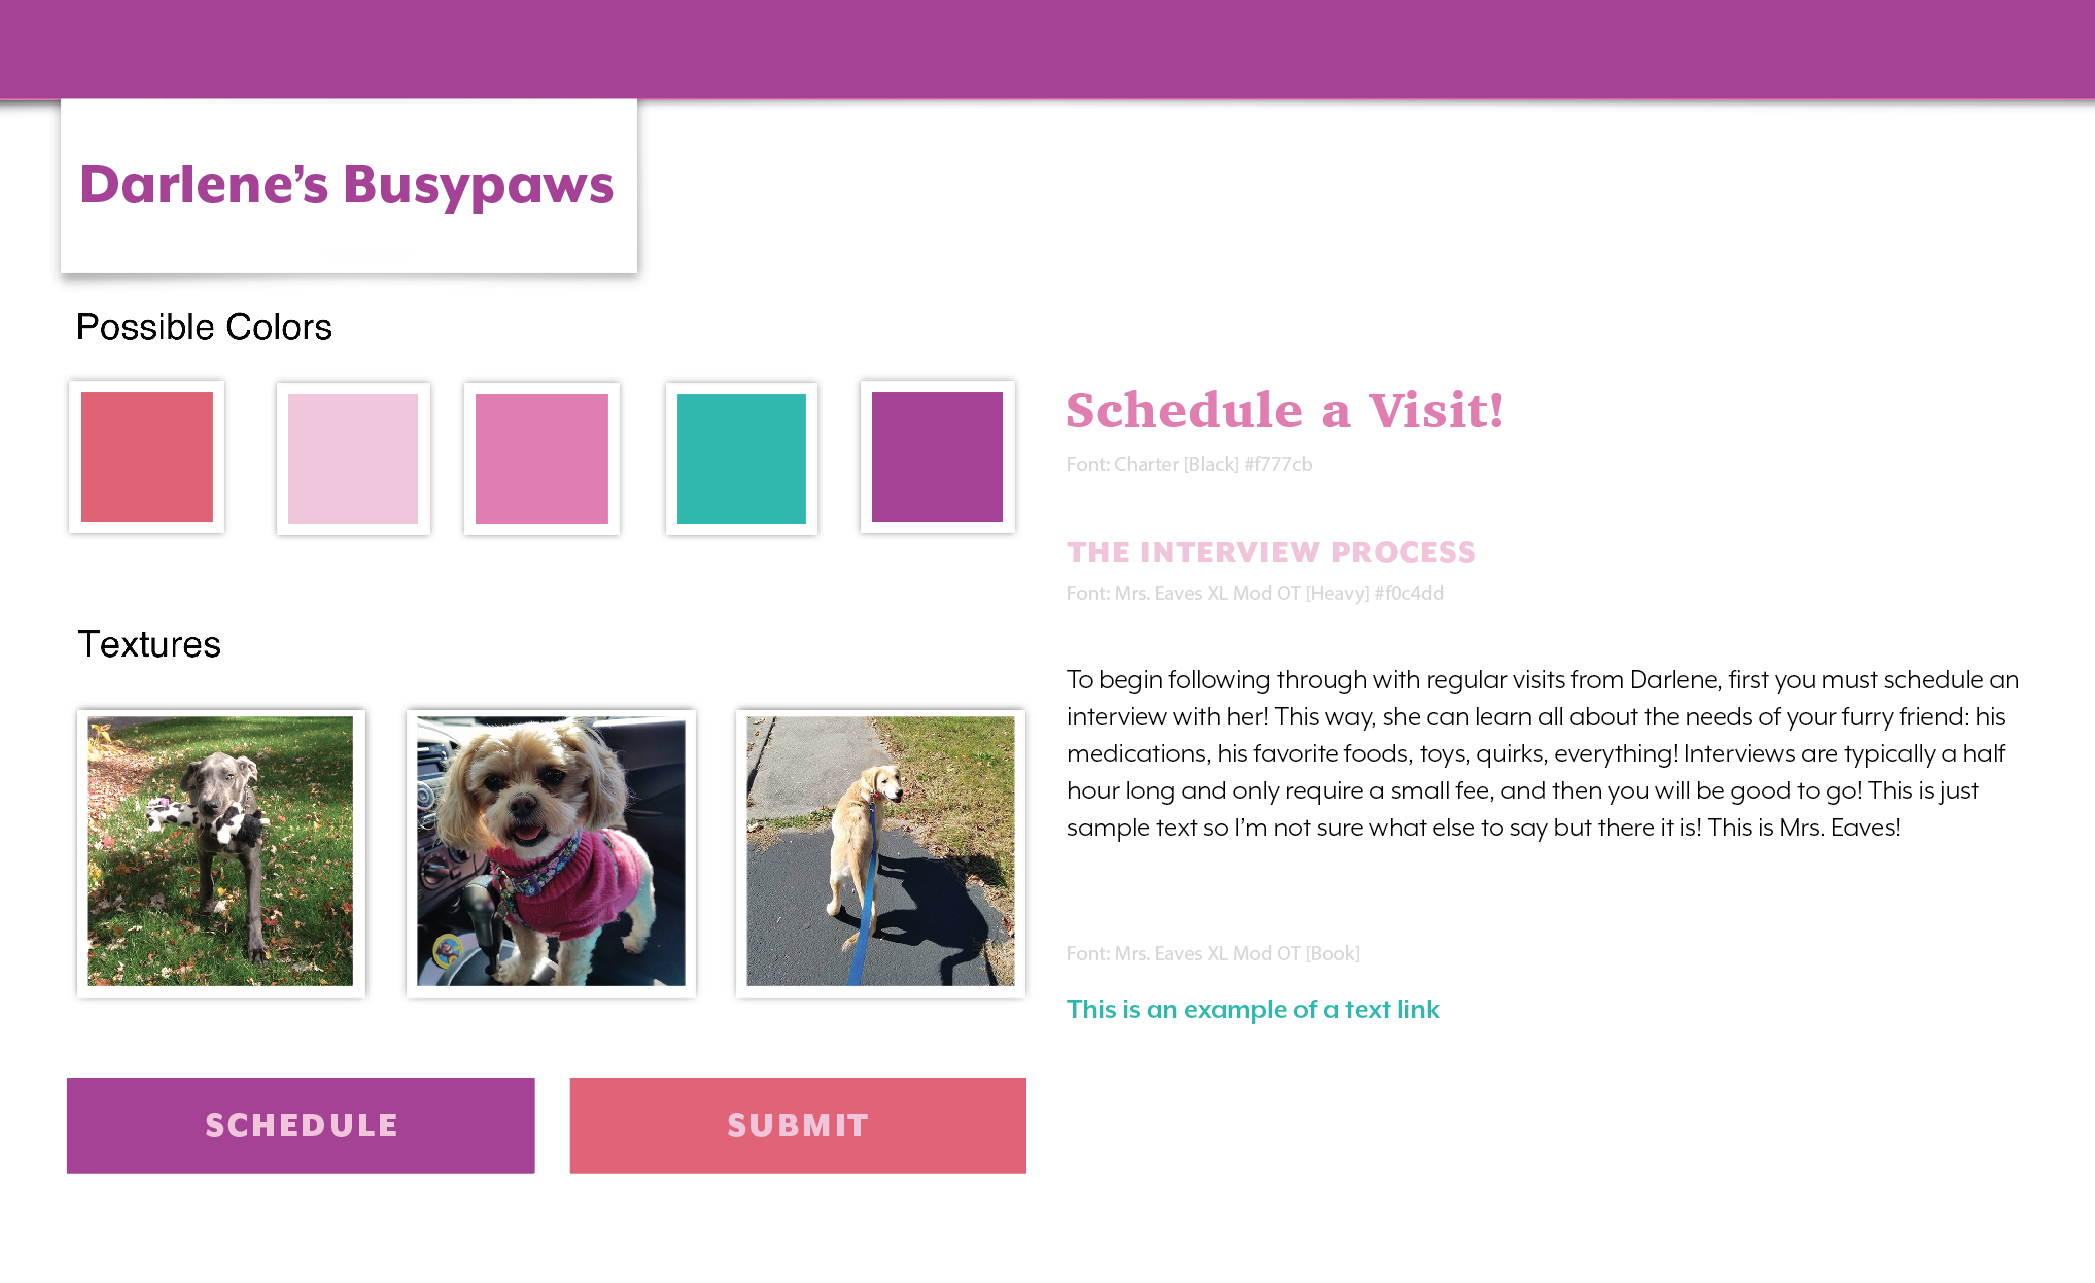 Darlene’s Busypaws
Possible Colors
Textures
SCHEDULE
SUBMIT
Schedule a Visit!
Font: Charter [Black] #f777cb
THE INTERVIEW PROCESS
Font: Mrs. Eaves XL Mod OT [Heavy] #f0c4dd
To begin following through with regular visits from Darlene, first you must schedule an
interview with her! This way, she can learn all about the needs of your furry friend: his
medications, his favorite foods, toys, quirks, everything! Interviews are typically a half
hour long and only require a small fee, and then you will be good to go! This is just
sample text so I’m not sure what else to say but there it is! This is Mrs. Eaves!
Font: Mrs. Eaves XL Mod OT [Book]
This is an example of a text link